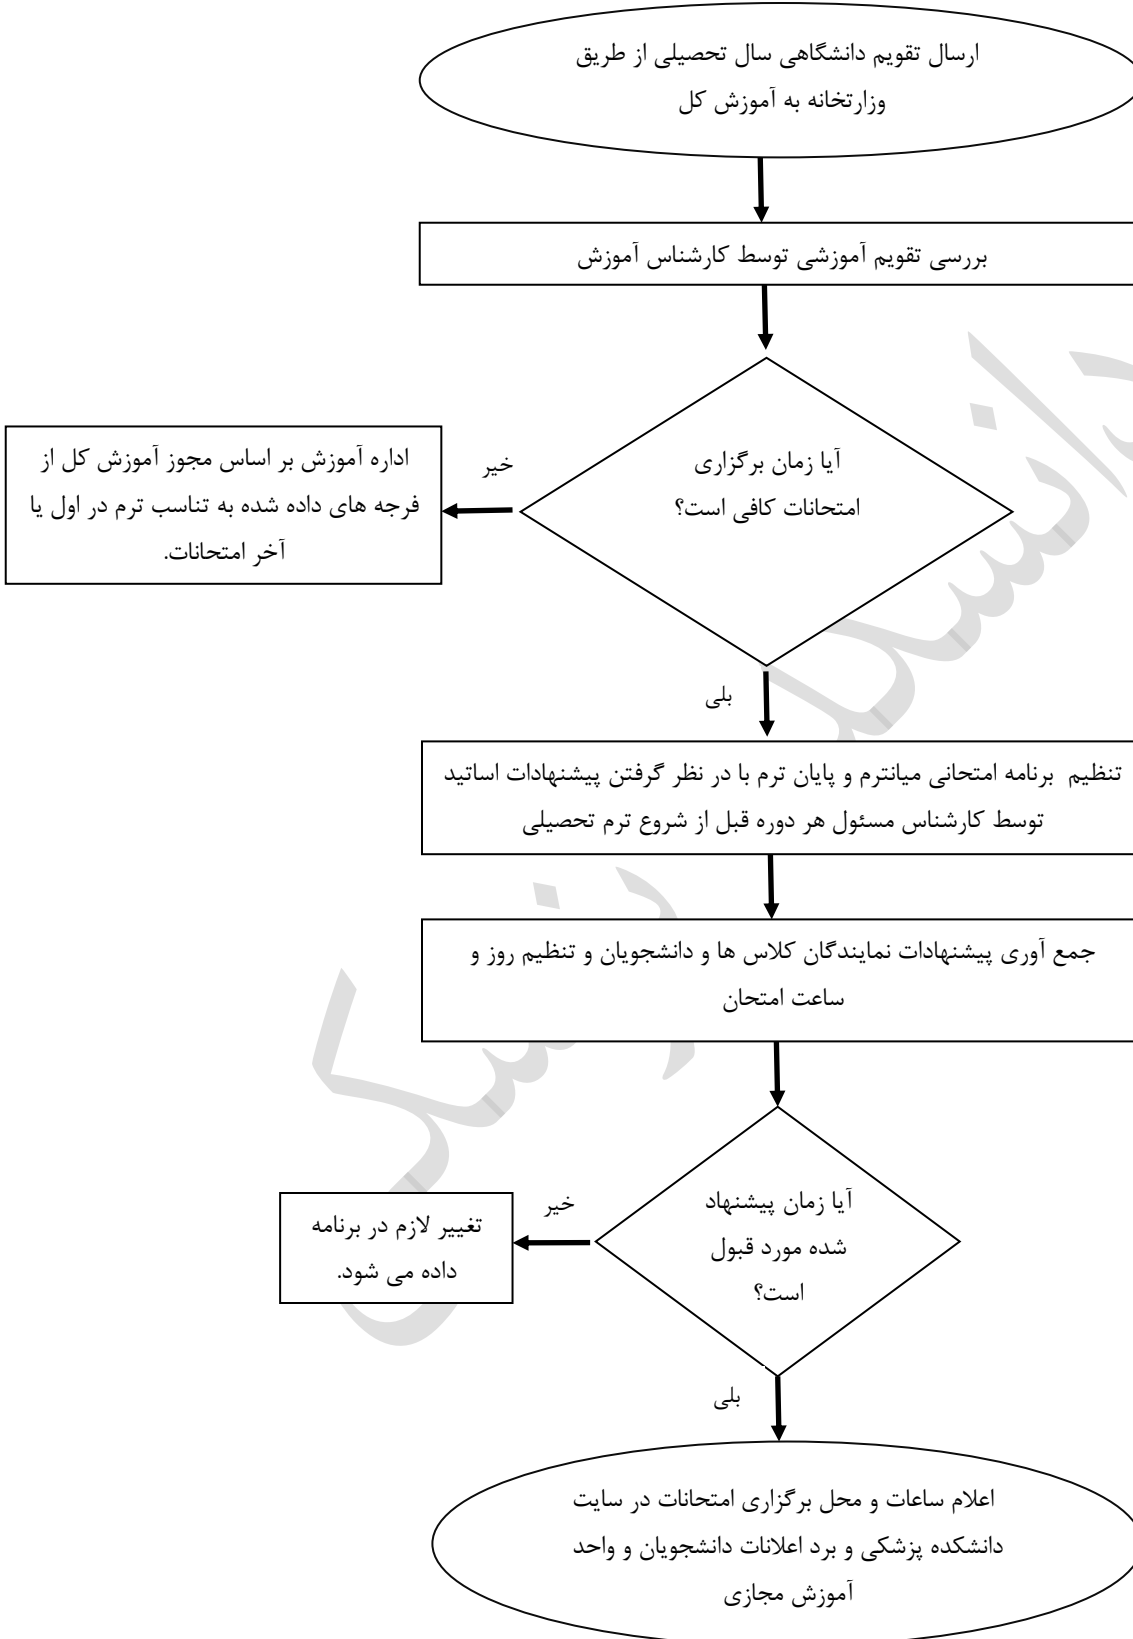 ارسال تقویم دانشگاهی سال تحصیلی از طریق
وزارتخانه به آموزش کل
بررسی تقویم آموزشی توسط کارشناس آموزش
آیا زمان برگزاری
امتحانات کافی است؟
خیر
اداره آموزش بر اساس مجوز آموزش کل از
فرجه های داده شده به تناسب ترم در اول یا
آخر امتحانات.
بلی
تنظیم برنامه امتحانی میانترم و پایان ترم با در نظر گرفتن پیشنهادات اساتید
توسط کارشناس مسئول هر دوره قبل از شروع ترم تحصیلی
جمع آوری پیشنهادات نمایندگان کلاس ها و دانشجویان و تنظیم روز و
ساعت امتحان
آیا زمان پیشنهاد
شده مورد قبول
است؟
خیر
تغییر لازم در برنامه
داده می شود.
بلی
اعلام ساعات و محل برگزاری امتحانات در سایت
دانشکده پزشکی و برد اعلانات دانشجویان و واحد
آموزش مجازی